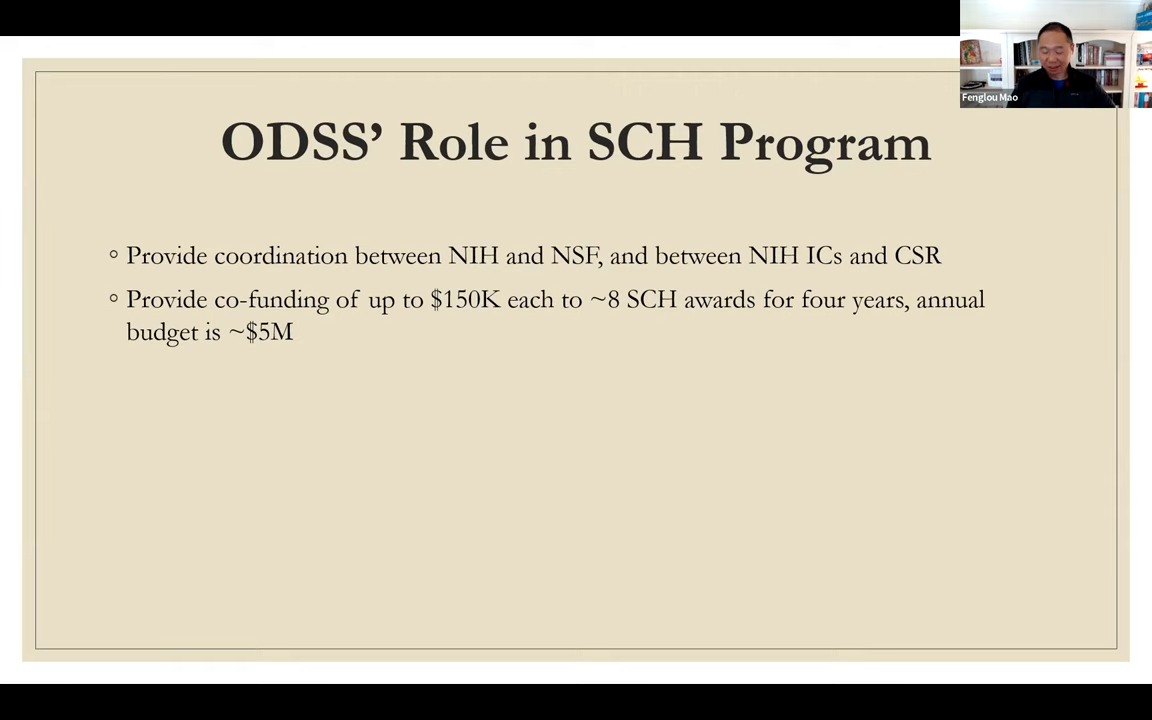 ODSS’ Role in SCH Program
◦ Provide coordination between NIH and NSF, and between NIH ICs and CSR
◦ Provide co-funding of up to $150K each to ~8 SCH awards for four years, annual
budget is ~$5M
Fenglou Mao